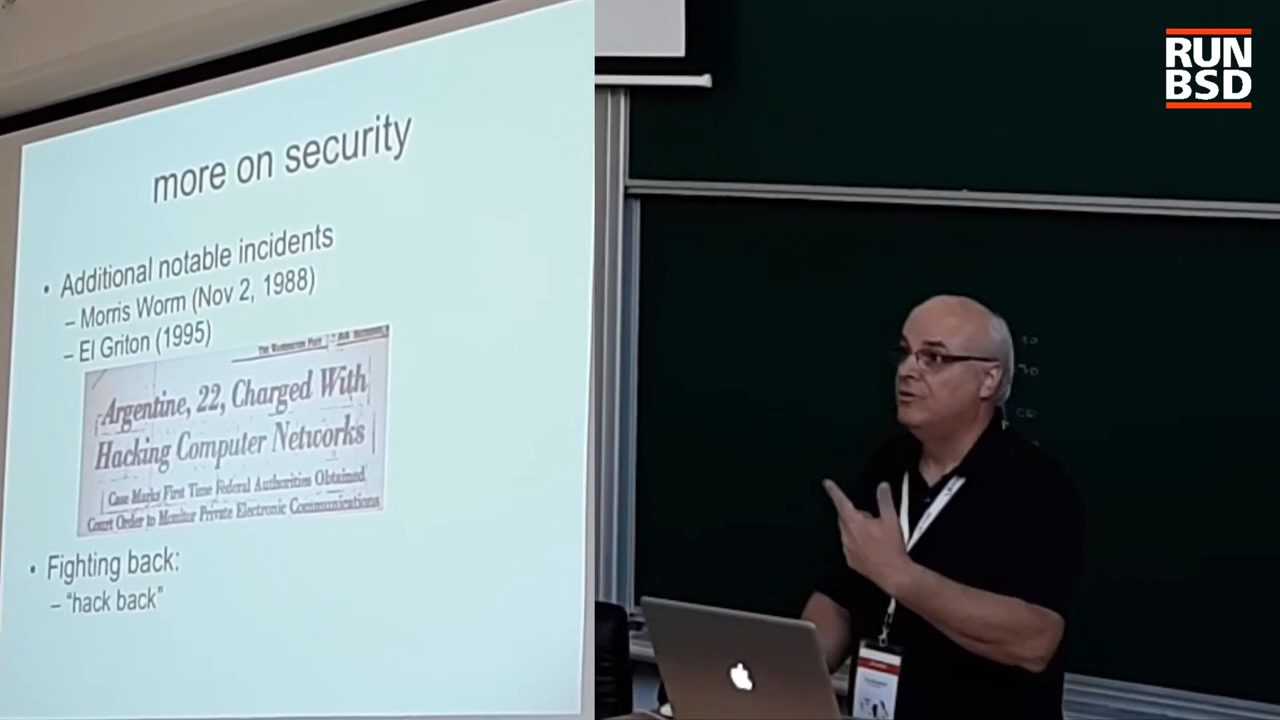 more on security
• Additional notable incidents
– Morris Worm (Nov 2, 1988)
– El Griton (1995)
THE WASHINGTON POST
Argentine, 22, Charged With
Hacking Computer Networks
Case Marks First Time Federal Authorities Obtained
Court Order to Monitor Private Electronic Communications
• Fighting back:
– “hack back”
RUN
BSD